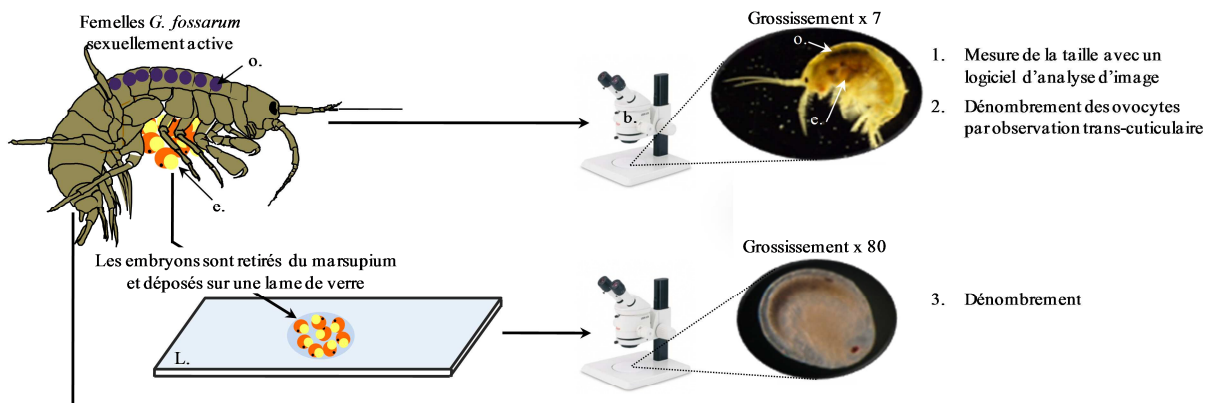 Femelles G. fossarum
sexuellement active
o.
e.
Grossissement x 7
o.
e.
b.
1. Mesure de la taille avec un
logiciel d'analyse d'image
2. Dénombrement des ovocytes
par observation trans-cuticulaire
Les embryons sont retirés du marsupium
et déposés sur une lame de verre
L.
Grossissement x 80
3. Dénombrement